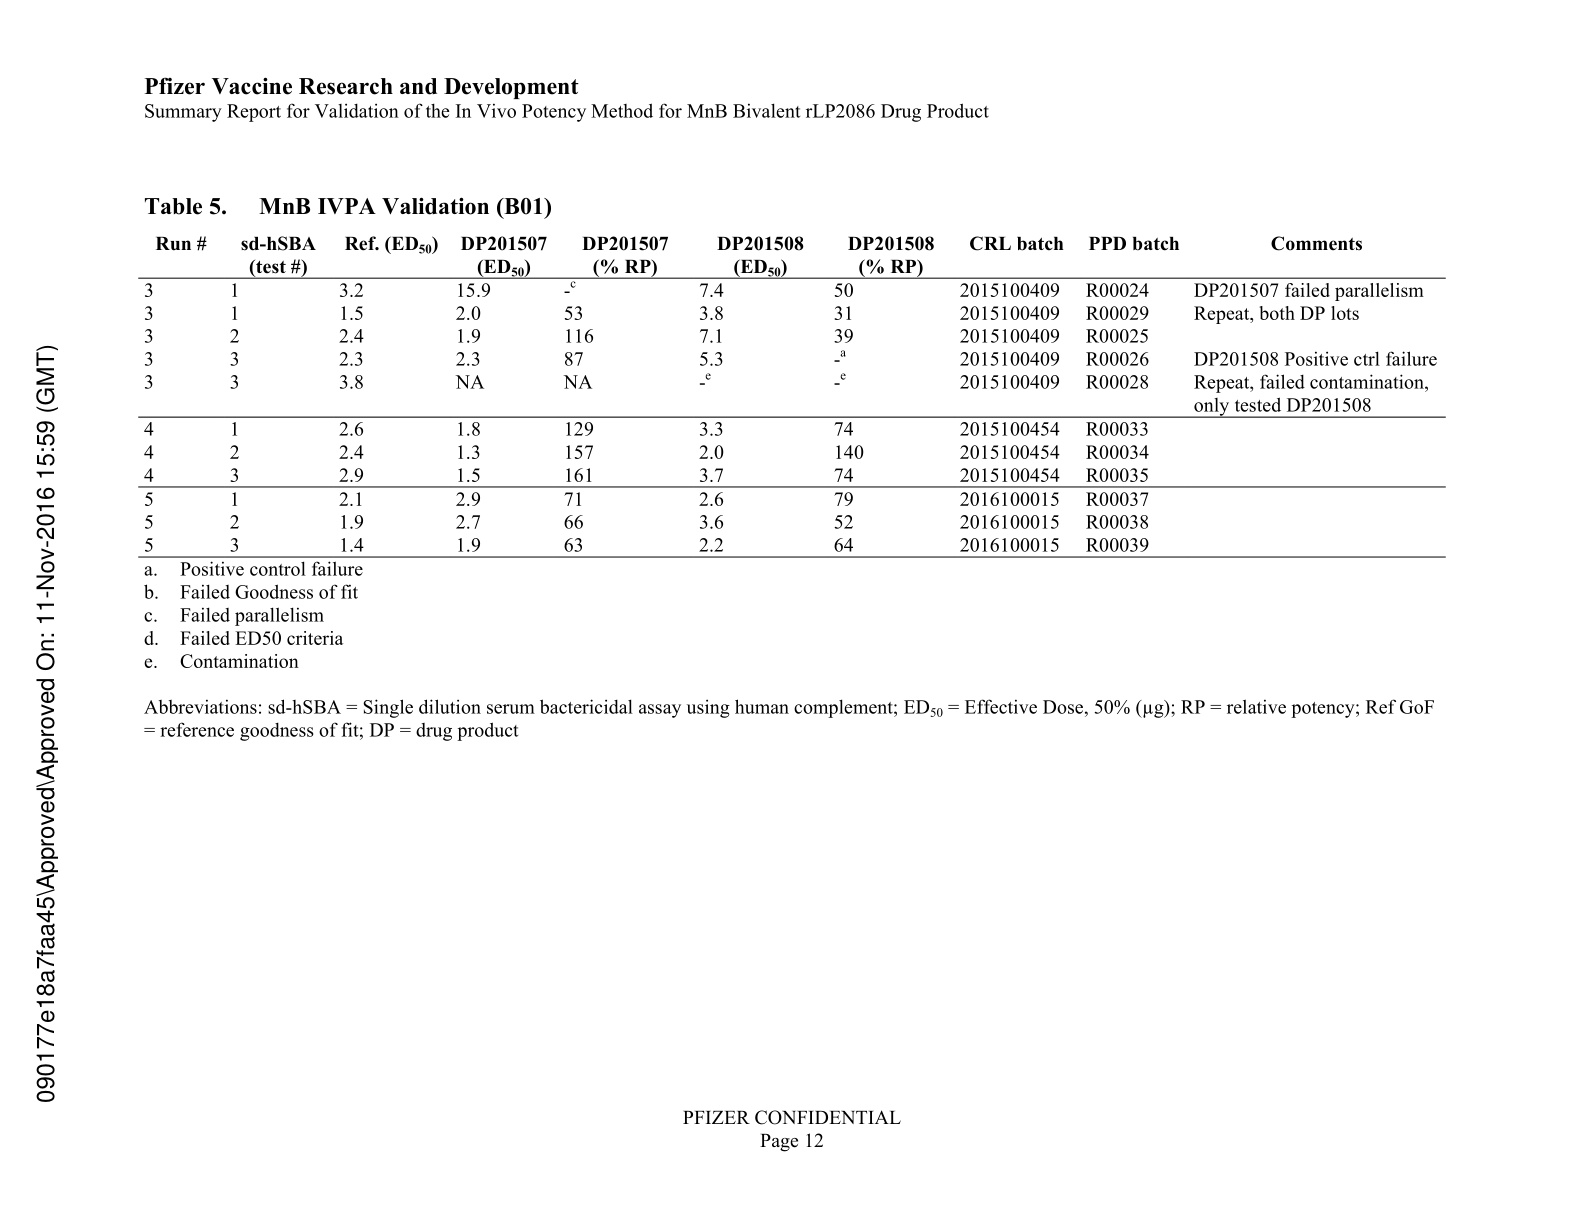 Pfizer Vaccine Research and Development
Summary Report for Validation of the In Vivo Potency Method for MnB Bivalent rLP2086 Drug Product
Table 5. MnB IVPA Validation (B01)
Run # sd-hSBA Ref. (ED50) DP201507 DP201507 DP201508 DP201508 CRL batch PPD batch Comments
(test #) (ED50) (% RP) (ED50) (% RP)
3 1 3.2 15.9 -c 7.4 50 2015100409 R00024 DP201507 failed parallelism
3 1 1.5 2.0 53 3.8 31 2015100409 R00029 Repeat, both DP lots
3 2 2.4 1.9 116 7.1 39 2015100409 R00025
3 3 2.3 2.3 87 5.3 -a 2015100409 R00026 DP201508 Positive ctrl failure
3 3 3.8 NA NA -e -e 2015100409 R00028 Repeat, failed contamination,
only tested DP201508
4 1 2.6 1.8 129 3.3 74 2015100454 R00033
4 2 2.4 1.3 157 2.0 140 2015100454 R00034
4 3 2.9 1.5 161 3.7 74 2015100454 R00035
5 1 2.1 2.9 71 2.6 79 2016100015 R00037
5 2 1.9 2.7 66 3.6 52 2016100015 R00038
5 3 1.4 1.9 63 2.2 64 2016100015 R00039
a. Positive control failure
b. Failed Goodness of fit
c. Failed parallelism
d. Failed ED50 criteria
e. Contamination
Abbreviations: sd-hSBA = Single dilution serum bactericidal assay using human complement; ED50 = Effective Dose, 50% (µg); RP = relative potency; Ref GoF
= reference goodness of fit; DP = drug product
090177e18a7faa45\Approved\Approved On: 11-Nov-2016 15:59 (GMT)
PFIZER CONFIDENTIAL
Page 12